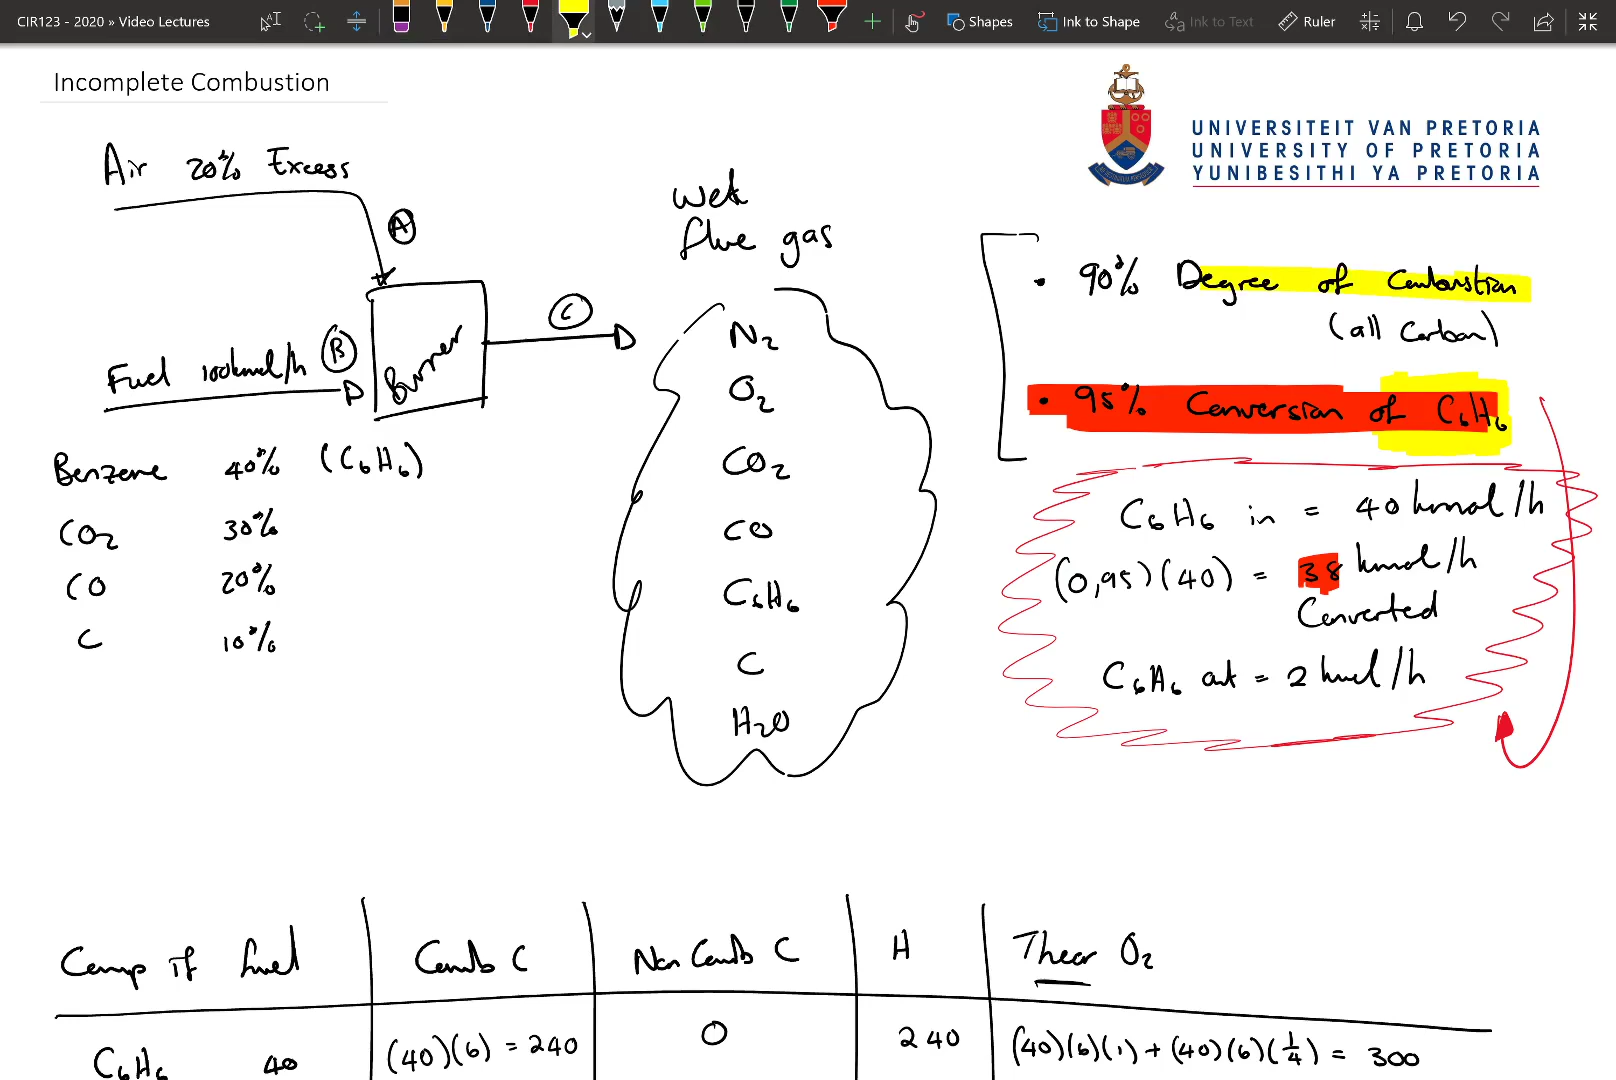 CIR123 - 2020 » Video Lectures
Shapes
Ink to Shape
Ink to Text
Ruler
Incomplete Combustion
UNIVERSITEIT VAN PRETORIA
UNIVERSITY OF PRETORIA
YUNIBESITHI YA PRETORIA
Air 20% Excess
A
Fuel 100kmol/h
B
Burner
C
Benzene 40% (C6H6)
CO2 30%
CO 20%
C 10%
Wet
flue gas
N2
O2
CO2
CO
C6H6
C
H2O
• 90% Degree of Combustion
(all Carbon)
• 95% Conversion of C6H6
C6H6 in = 40 kmol/h
(0,95)(40) = 38 kmol/h
Converted
C6H6 out = 2 kmol/h
Comp if fuel Comb C Non Comb C H Theor O2
C6H6 40 (40)(6) = 240 0 240 (40)(6)(1) + (40)(6)(1/4) = 300